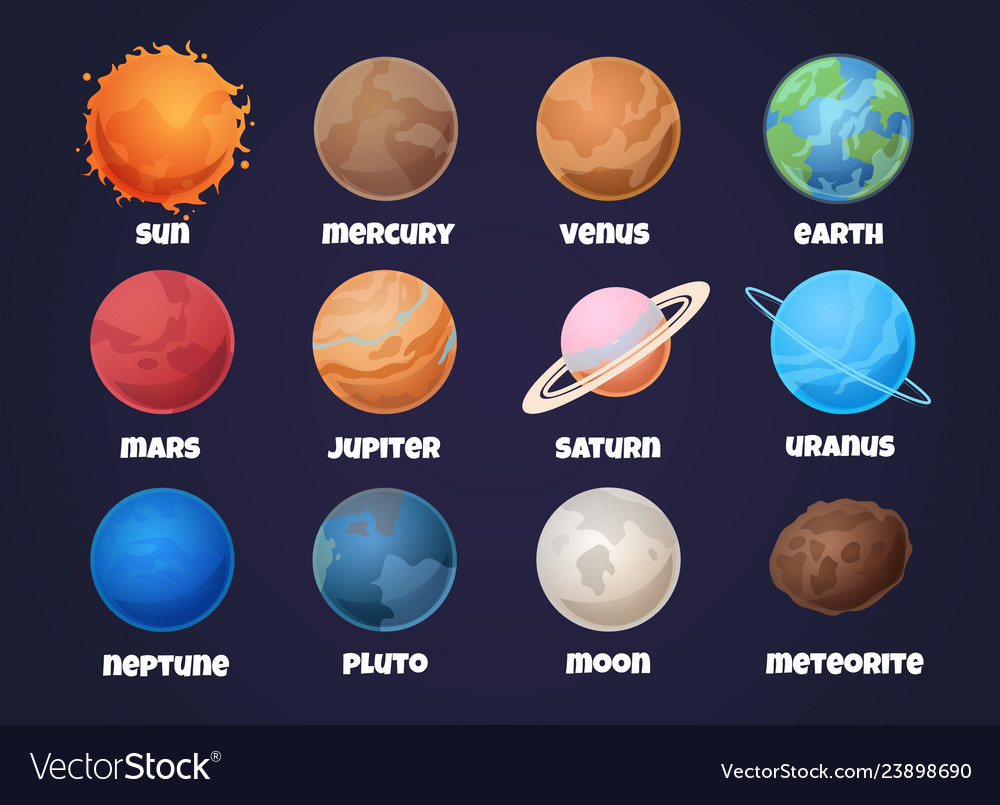 SUN
MERCURY
VENUS
EARTH
MARS
JUPITER
SATURN
URANUS
NEPTUNE
PLUTO
MOON
METEORITE
VectorStock®
VectorStock.com/23898690